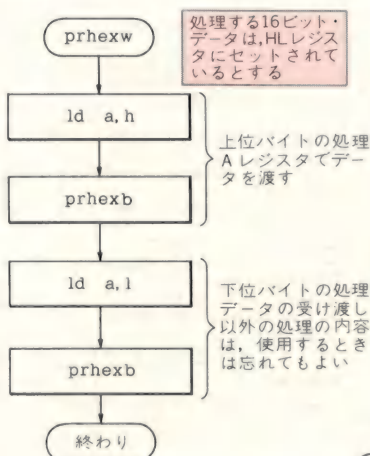 prhexw
処理する16ビット・
データは,HLレジス
タにセットされて
いるとする
ld a,h
上位バイトの処理
Aレジスタでデー
タを渡す
prhexb
ld a,l
下位バイトの処理
データの受け渡し
以外の処理の内容
は，使用するとき
は忘れてもよい
prhexb
終わり